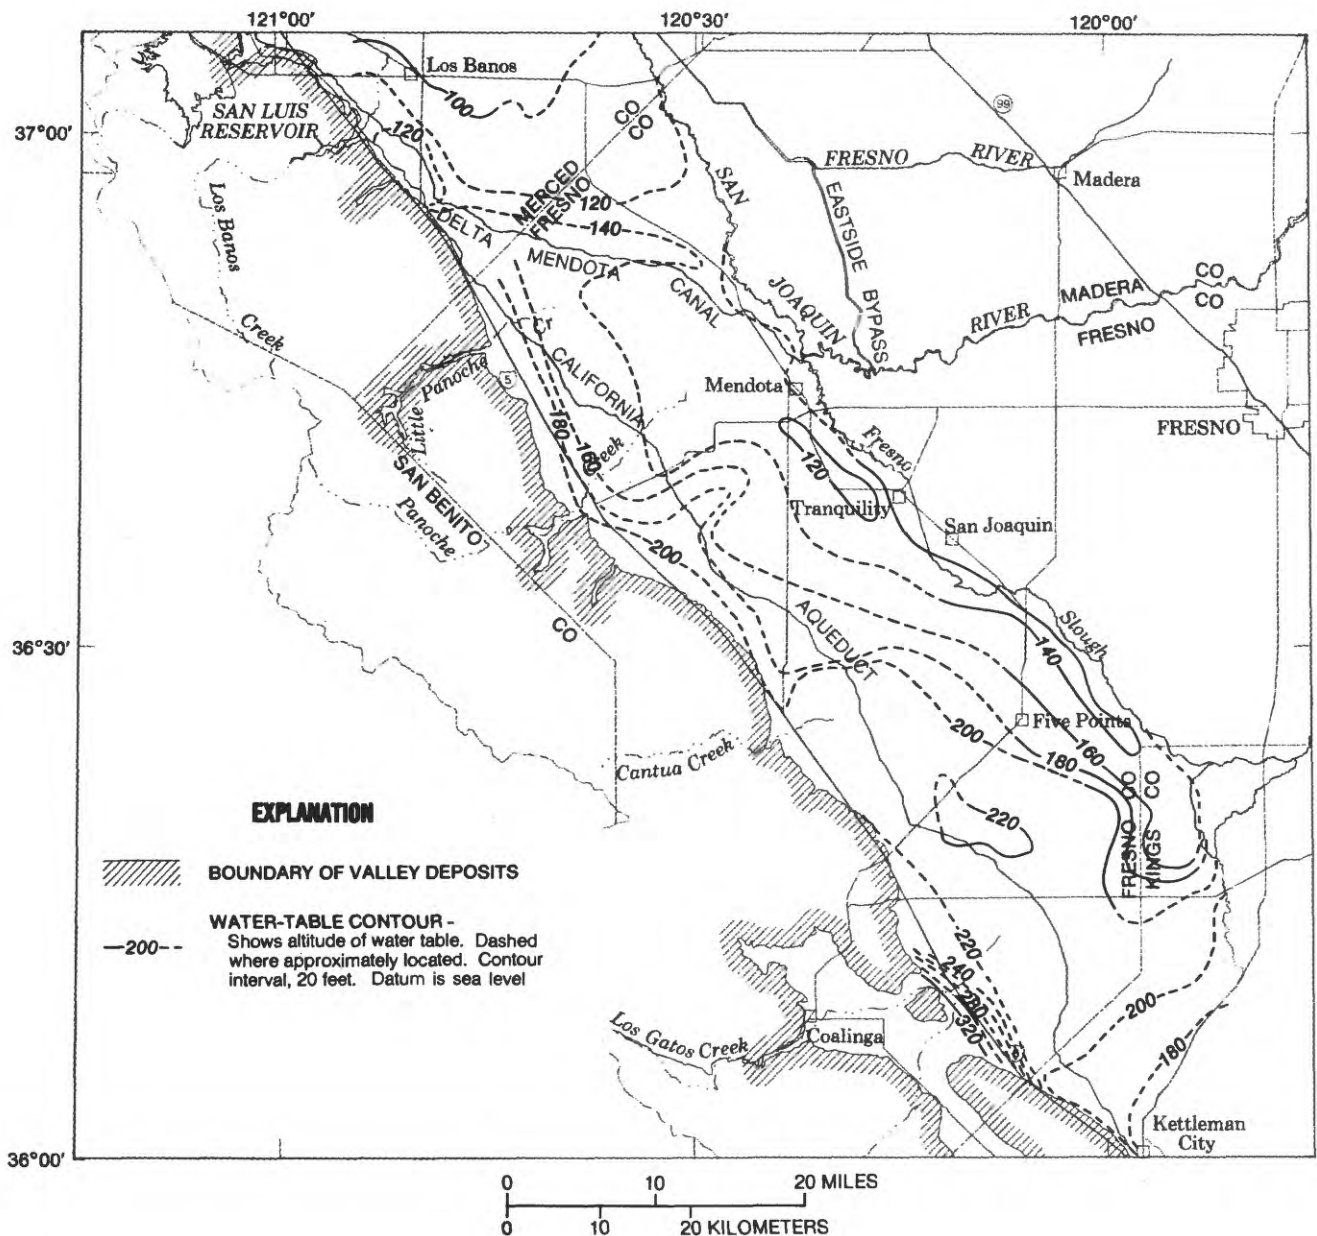 121°00'
120°30'
120°00'
Los Banos
100
99
SAN LUIS
RESERVOIR
120
CO
CO
37°00'
SAN
FRESNO RIVER
Madera
Los Banos
Creek
MERCED
FRESNO
120
140
DELTA
MENDOTA
CANAL
JOAQUIN
EASTSIDE
BYPASS
RIVER
MADERA
FRESNO
CO
CO
Cr
Panoche
Little
5
CALIFORNIA
Mendota
180
160
Creek
Fresno
FRESNO
120
SAN BENITO
Panoche
Tranquility
San Joaquin
200
CO
36°30'
AQUEDUCT
Slough
140
Five Points
200
180
160
Cantua Creek
220
CO
CO
FRESNO
KINGS
EXPLANATION
BOUNDARY OF VALLEY DEPOSITS
WATER-TABLE CONTOUR -
—200-- Shows altitude of water table. Dashed
where approximately located. Contour
interval, 20 feet. Datum is sea level
220
240
280
320
200
180
Los Gatos Creek
Coalinga
Kettleman
City
36°00'
0 10 20 MILES
0 10 20 KILOMETERS